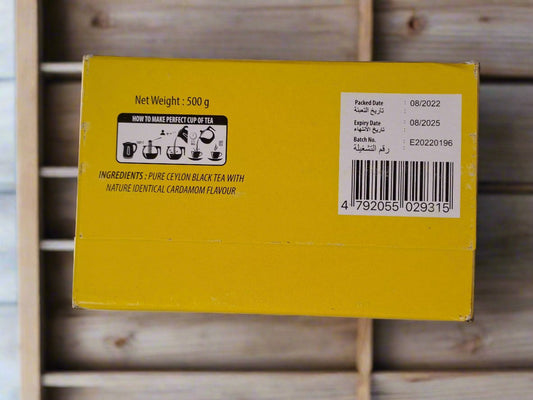 Net Weight : 500 g
HOW TO MAKE PERFECT CUP OF TEA
INGREDIENTS : PURE CEYLON BLACK TEA WITH
NATURE IDENTICAL CARDAMOM FLAVOUR
Packed Date : 08/2022
تاريخ التعبئة
Expiry Date : 08/2025
تاريخ الانتهاء
Batch No. : E20220196
رقم التشغيلة
4 792055 029315